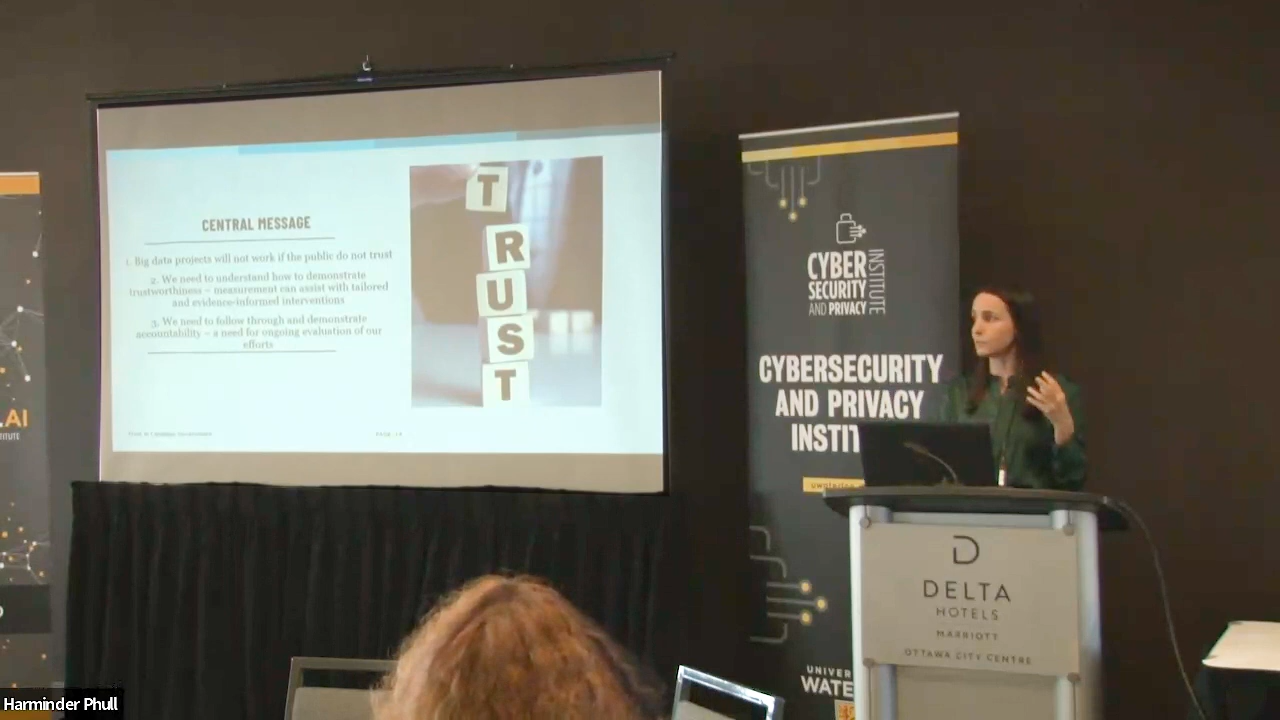 CENTRAL MESSAGE
1. Big data projects will not work if the public do not trust
2. We need to understand how to demonstrate
trustworthiness – measurement can assist with tailored
and evidence-informed interventions
3. We need to follow through and demonstrate
accountability – a need for ongoing evaluation of our
efforts
T
R
U
S
T
CYBER
SECURITY
AND PRIVACY
INSTITUTE
CYBERSECURITY
AND PRIVACY
INSTIT
UNIVER
WATE
.AI
DELTA
HOTELS
MARRIOTT
OTTAWA CITY CENTRE
Harminder Phull